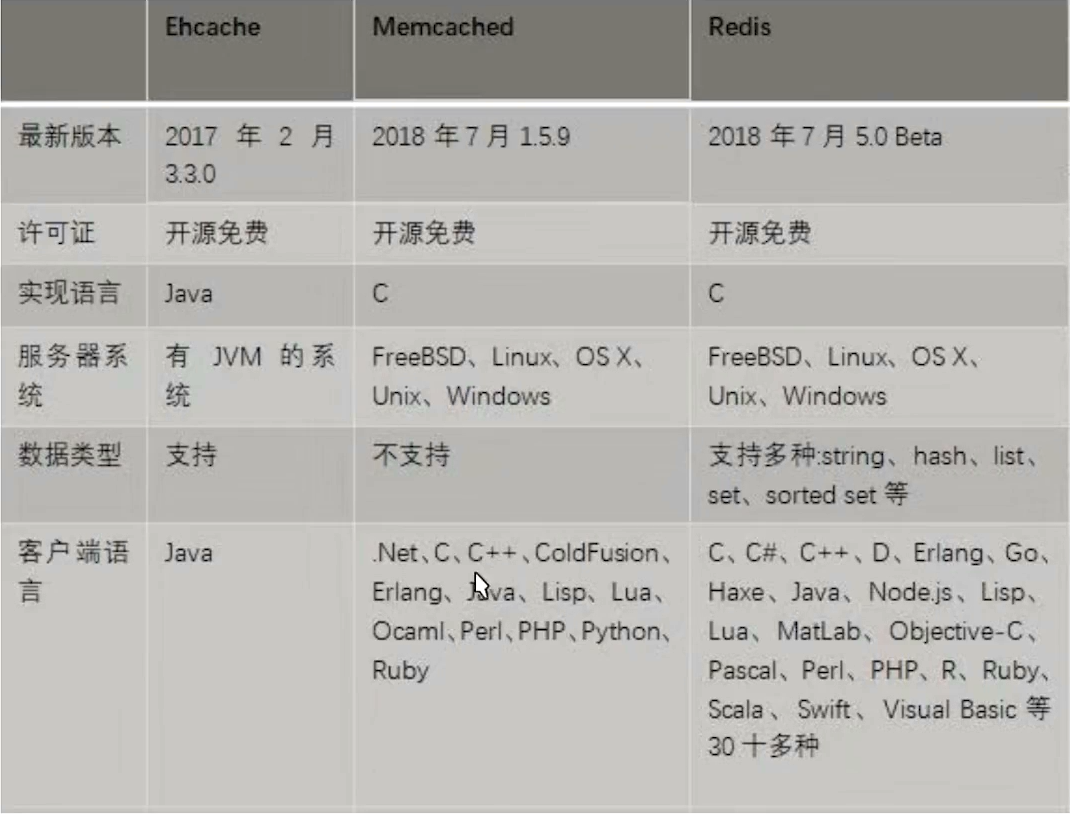 Ehcache
Memcached
Redis
最新版本
2017 年 2 月
3.3.0
2018 年 7 月 1.5.9
2018 年 7 月 5.0 Beta
许可证
开源免费
开源免费
开源免费
实现语言
Java
C
C
服务器系
统
有 JVM 的系
统
FreeBSD、Linux、OS X、
Unix、Windows
FreeBSD、Linux、OS X、
Unix、Windows
数据类型
支持
不支持
支持多种:string、hash、list、
set、sorted set 等
客户端语
言
Java
.Net、C、C++、ColdFusion、
Erlang、Java、Lisp、Lua、
Ocaml、Perl、PHP、Python、
Ruby
C、C#、C++、D、Erlang、Go、
Haxe、Java、Node.js、Lisp、
Lua、MatLab、Objective-C、
Pascal、Perl、PHP、R、Ruby、
Scala、Swift、Visual Basic 等
30 十多种